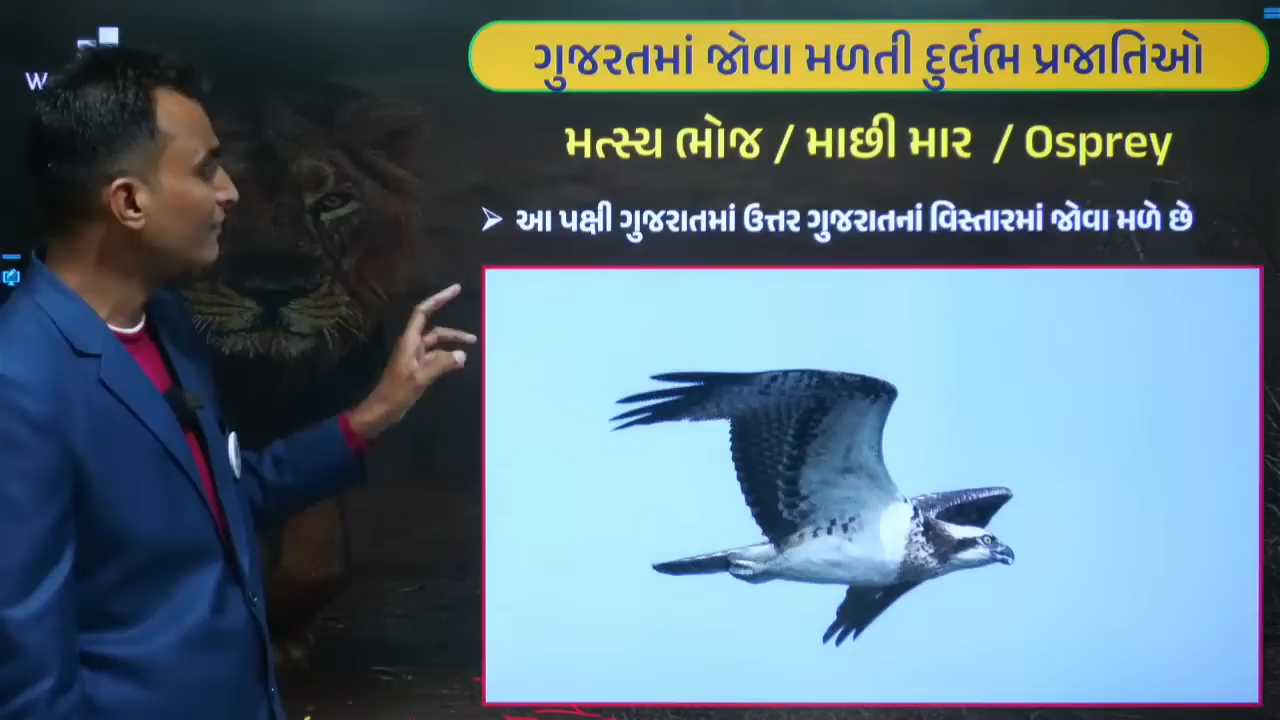 W
ગુજરતમાં જોવા મળતી દુર્લભ પ્રજાતિઓ
મત્સ્ય ભોજ / માછી માર / Osprey
➢ આ પક્ષી ગુજરાતમાં ઉત્તર ગુજરાતનાં વિસ્તારમાં જોવા મળે છે